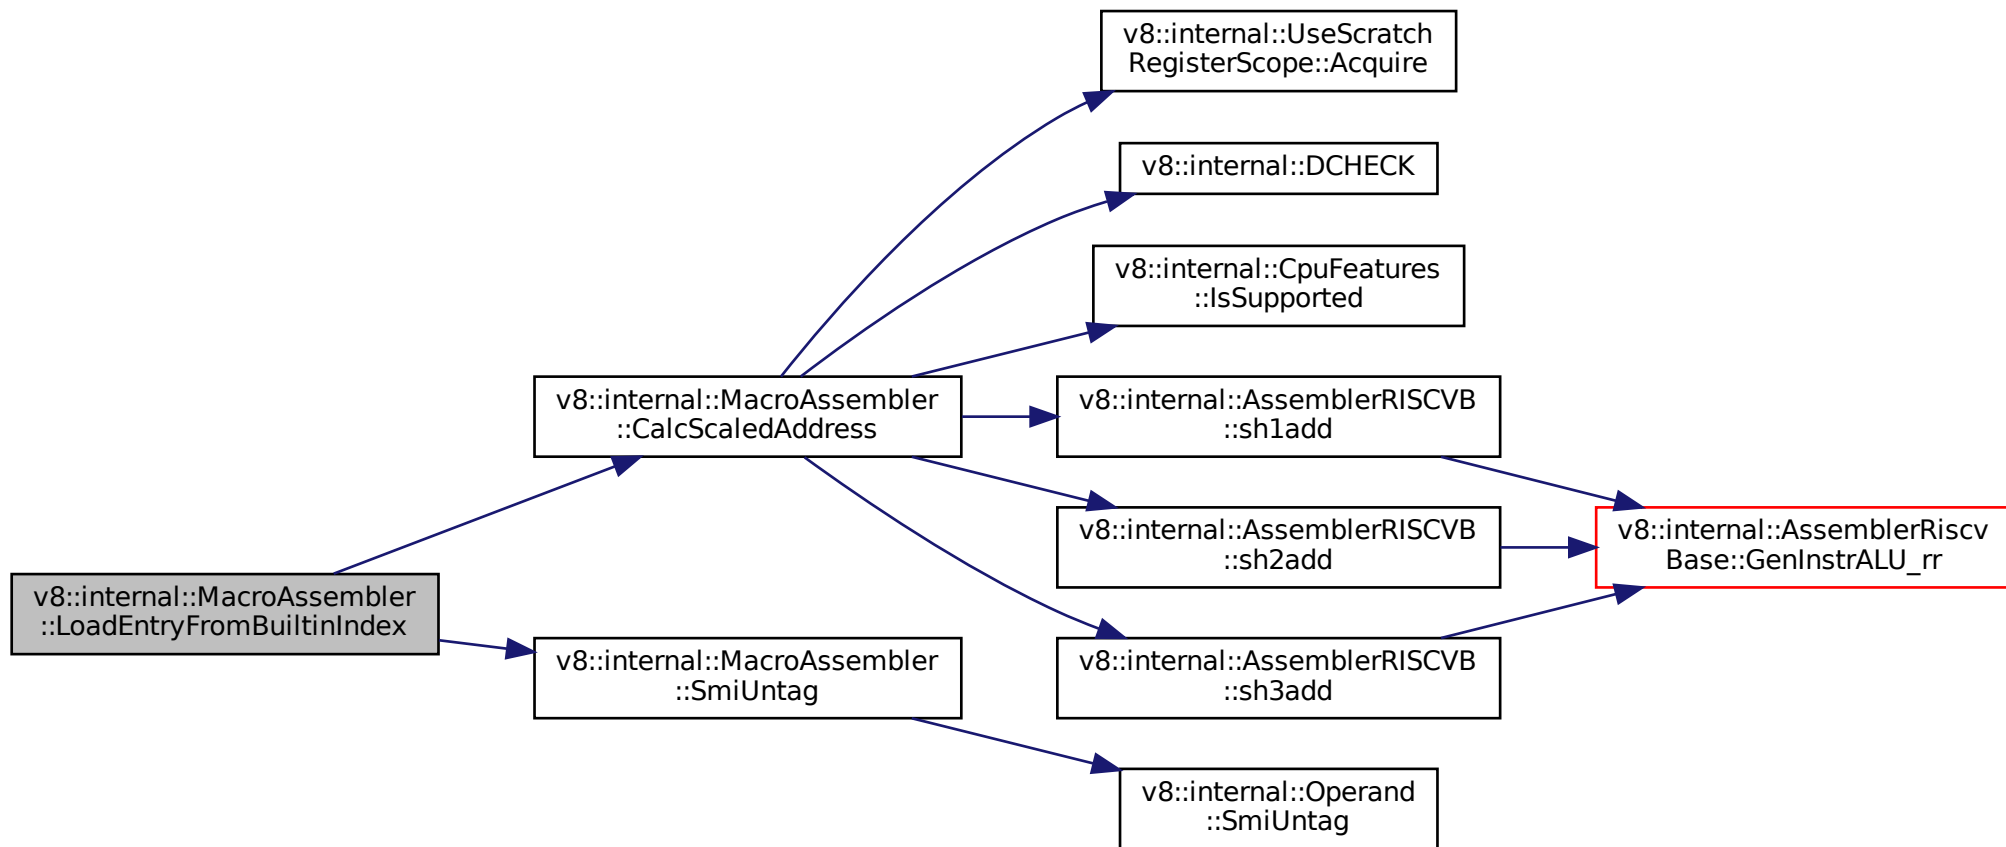 v8::internal::UseScratch
RegisterScope::Acquire
v8::internal::DCHECK
v8::internal::CpuFeatures
::IsSupported
v8::internal::MacroAssembler
::CalcScaledAddress
v8::internal::AssemblerRISCVB
::sh1add
v8::internal::AssemblerRISCVB
::sh2add
v8::internal::AssemblerRiscv
Base::GenInstrALU_rr
v8::internal::MacroAssembler
::LoadEntryFromBuiltinIndex
v8::internal::MacroAssembler
::SmiUntag
v8::internal::AssemblerRISCVB
::sh3add
v8::internal::Operand
::SmiUntag